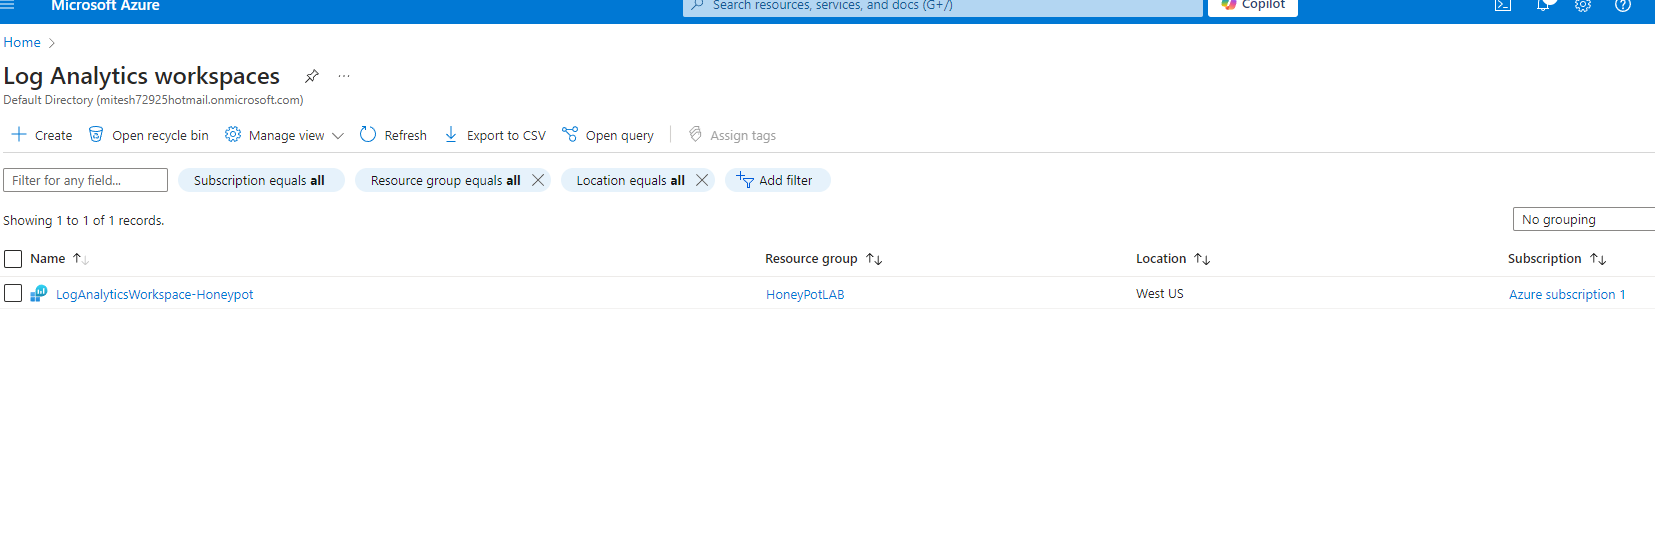 Microsoft Azure
Search resources, services, and docs (G+/)
Copilot
Home
Log Analytics workspaces
Default Directory (mitesh72925hotmail.onmicrosoft.com)
Create Open recycle bin Manage view Refresh Export to CSV Open query Assign tags
Filter for any field... Subscription equals all Resource group equals all Location equals all Add filter
Showing 1 to 1 of 1 records.
No grouping
Name Resource group Location Subscription
LogAnalyticsWorkspace-Honeypot HoneyPotLAB West US Azure subscription 1